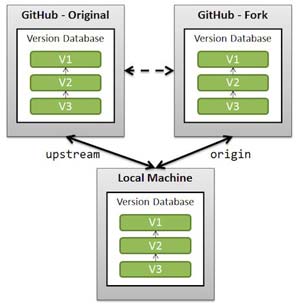 GitHub - Original
Version Database
V1
V2
V3
GitHub - Fork
Version Database
V1
V2
V3
upstream
origin
Local Machine
Version Database
V1
V2
V3